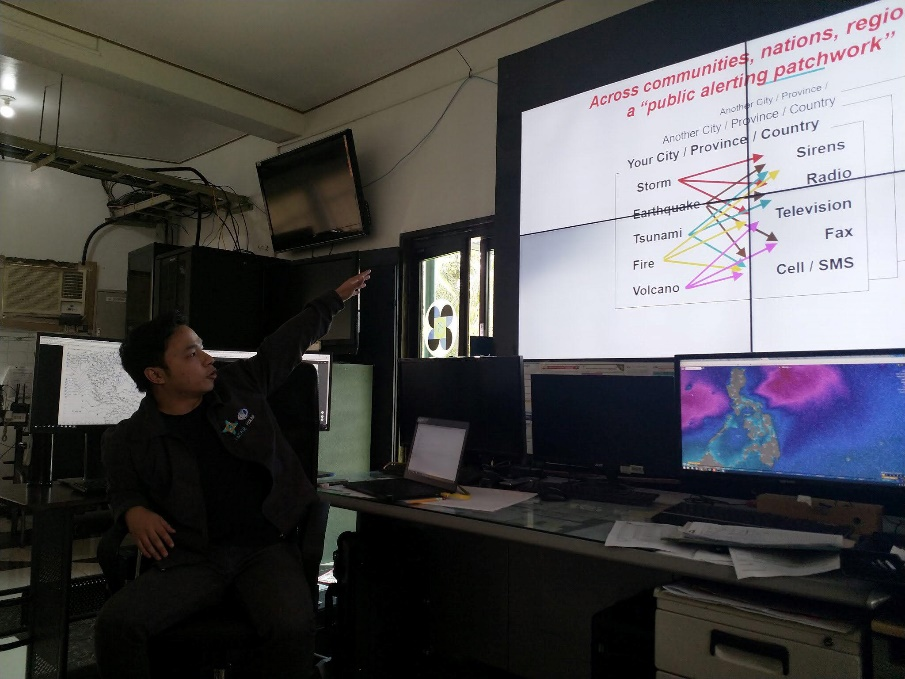 Across communities, nations, regio
a "public alerting patchwork"
Another City / Province /
Another City / Province / Country
Your City / Province / Country
Storm
Earthquake
Tsunami
Fire
Volcano
Sirens
Radio
Television
Fax
Cell / SMS